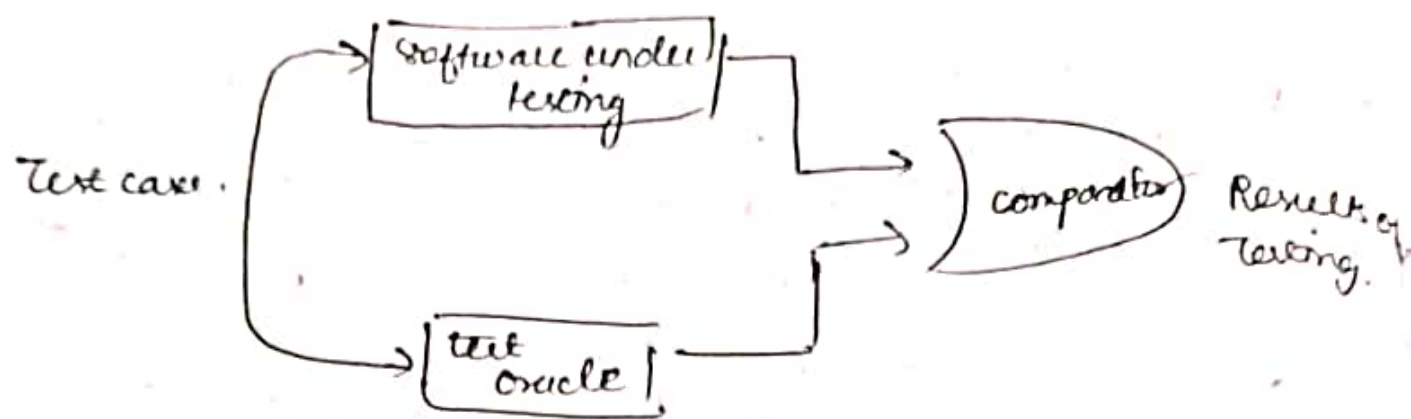 software under
testing
Test case.
comparator
Result of
Testing.
test
oracle